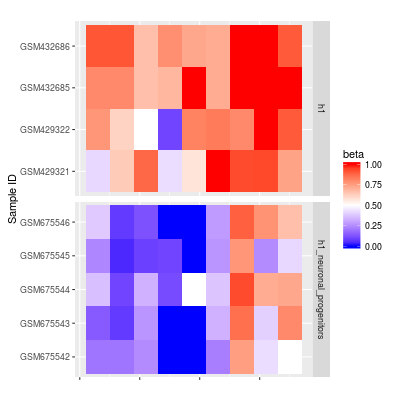 Sample ID
GSM432686
GSM432685
GSM429322
GSM429321
h1
GSM675546
GSM675545
GSM675544
GSM675543
GSM675542
h1_neuronal_progenitors
beta
1.00
0.75
0.50
0.25
0.00